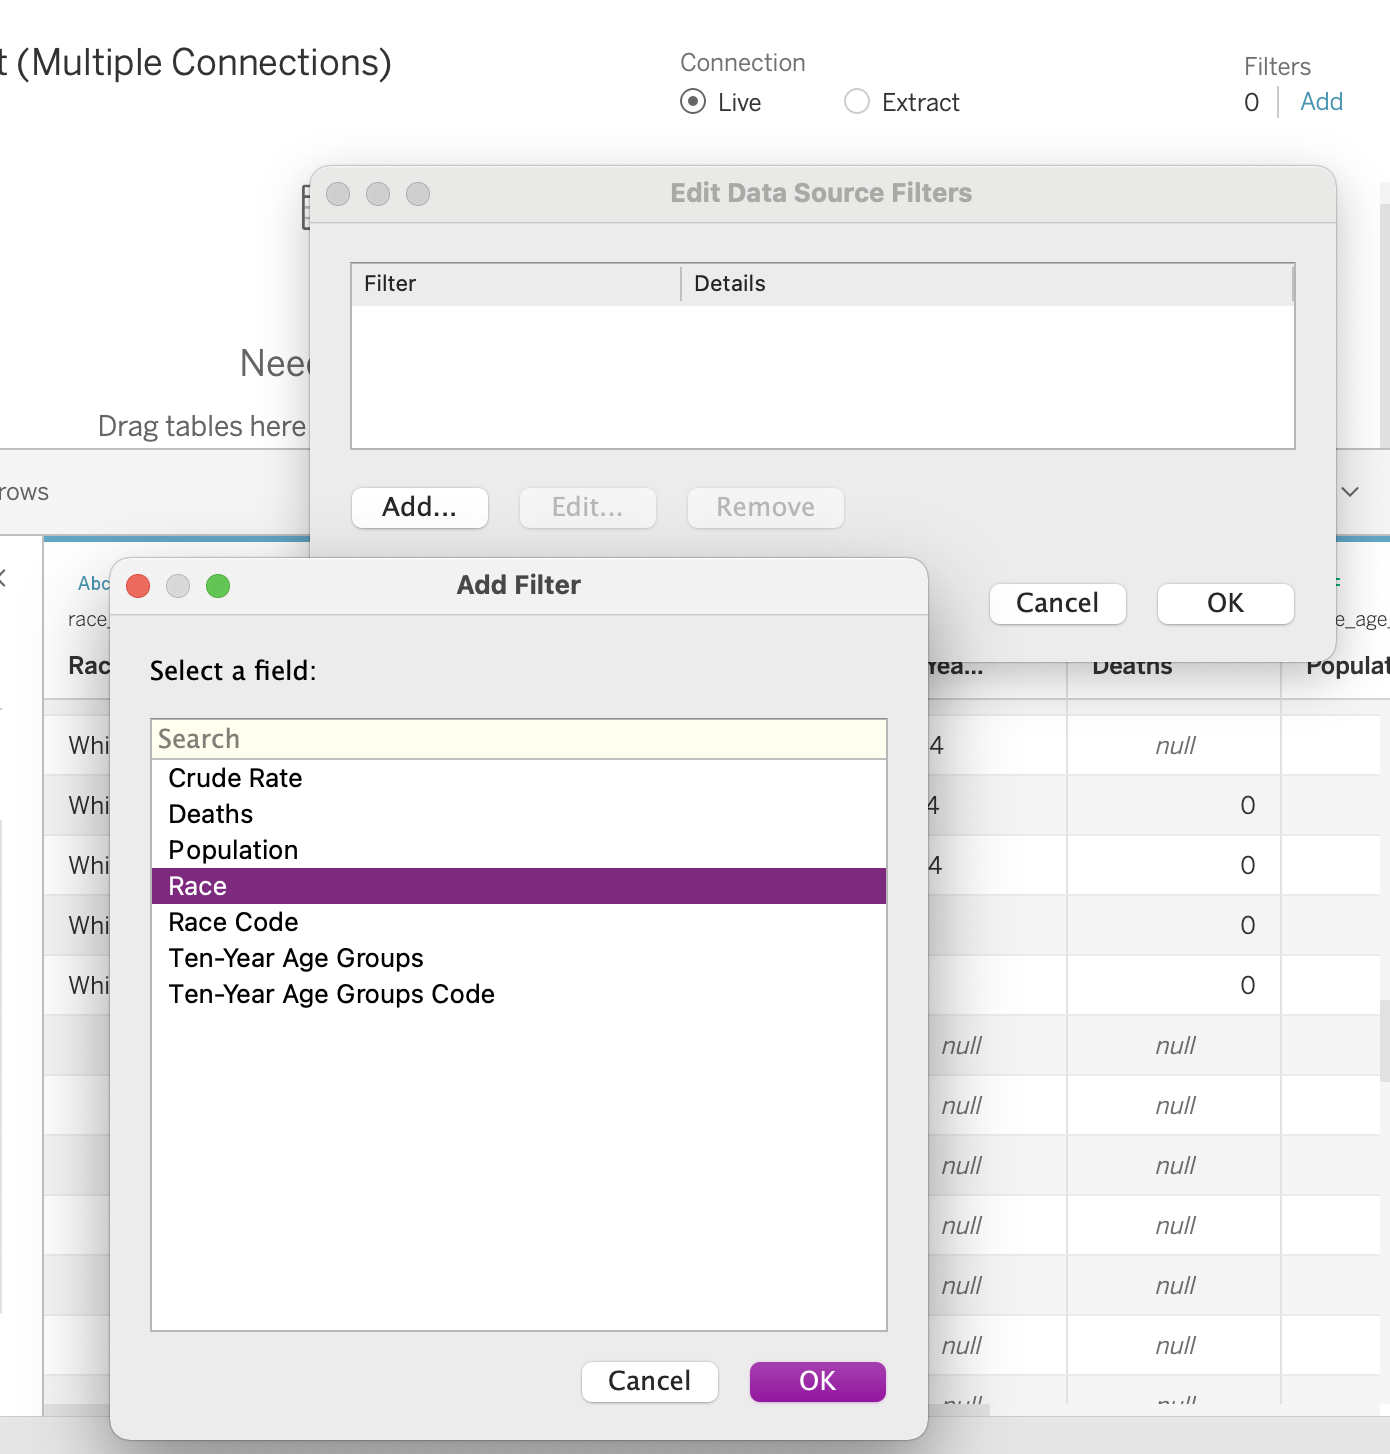 t (Multiple Connections)
Connection
Live
Extract
Filters
0
Add
Edit Data Source Filters
Filter
Details
Drag tables here
rows
Add...
Edit...
Remove
Cancel
OK
Abc
Add Filter
Select a field:
Search
Crude Rate
Deaths
Population
Race
Race Code
Ten-Year Age Groups
Ten-Year Age Groups Code
Cancel
OK
race_
e_age_
Rac
Yea...
Deaths
Populat
Whi
4
null
Whi
4
0
Whi
4
0
Whi
0
Whi
0
null
null
null
null
null
null
null
null
null
null
null
null
null
null